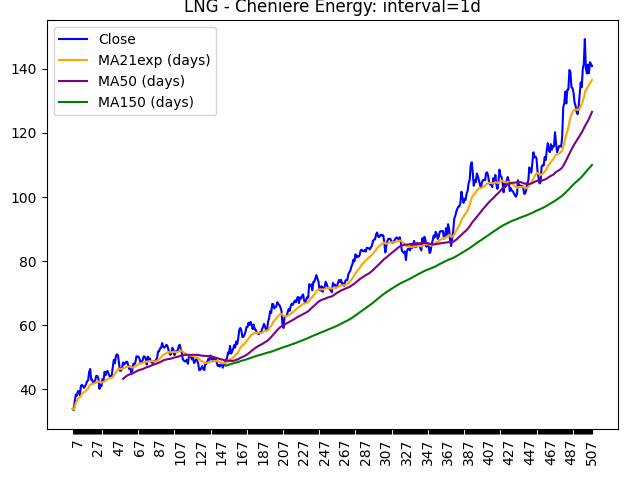 LNG - Cheniere Energy: interval=1d
Close
MA21exp (days)
MA50 (days)
MA150 (days)
140
120
100
80
60
40
7 27 47 67 87 107 127 147 167 187 207 227 247 267 287 307 327 347 367 387 407 427 447 467 487 507